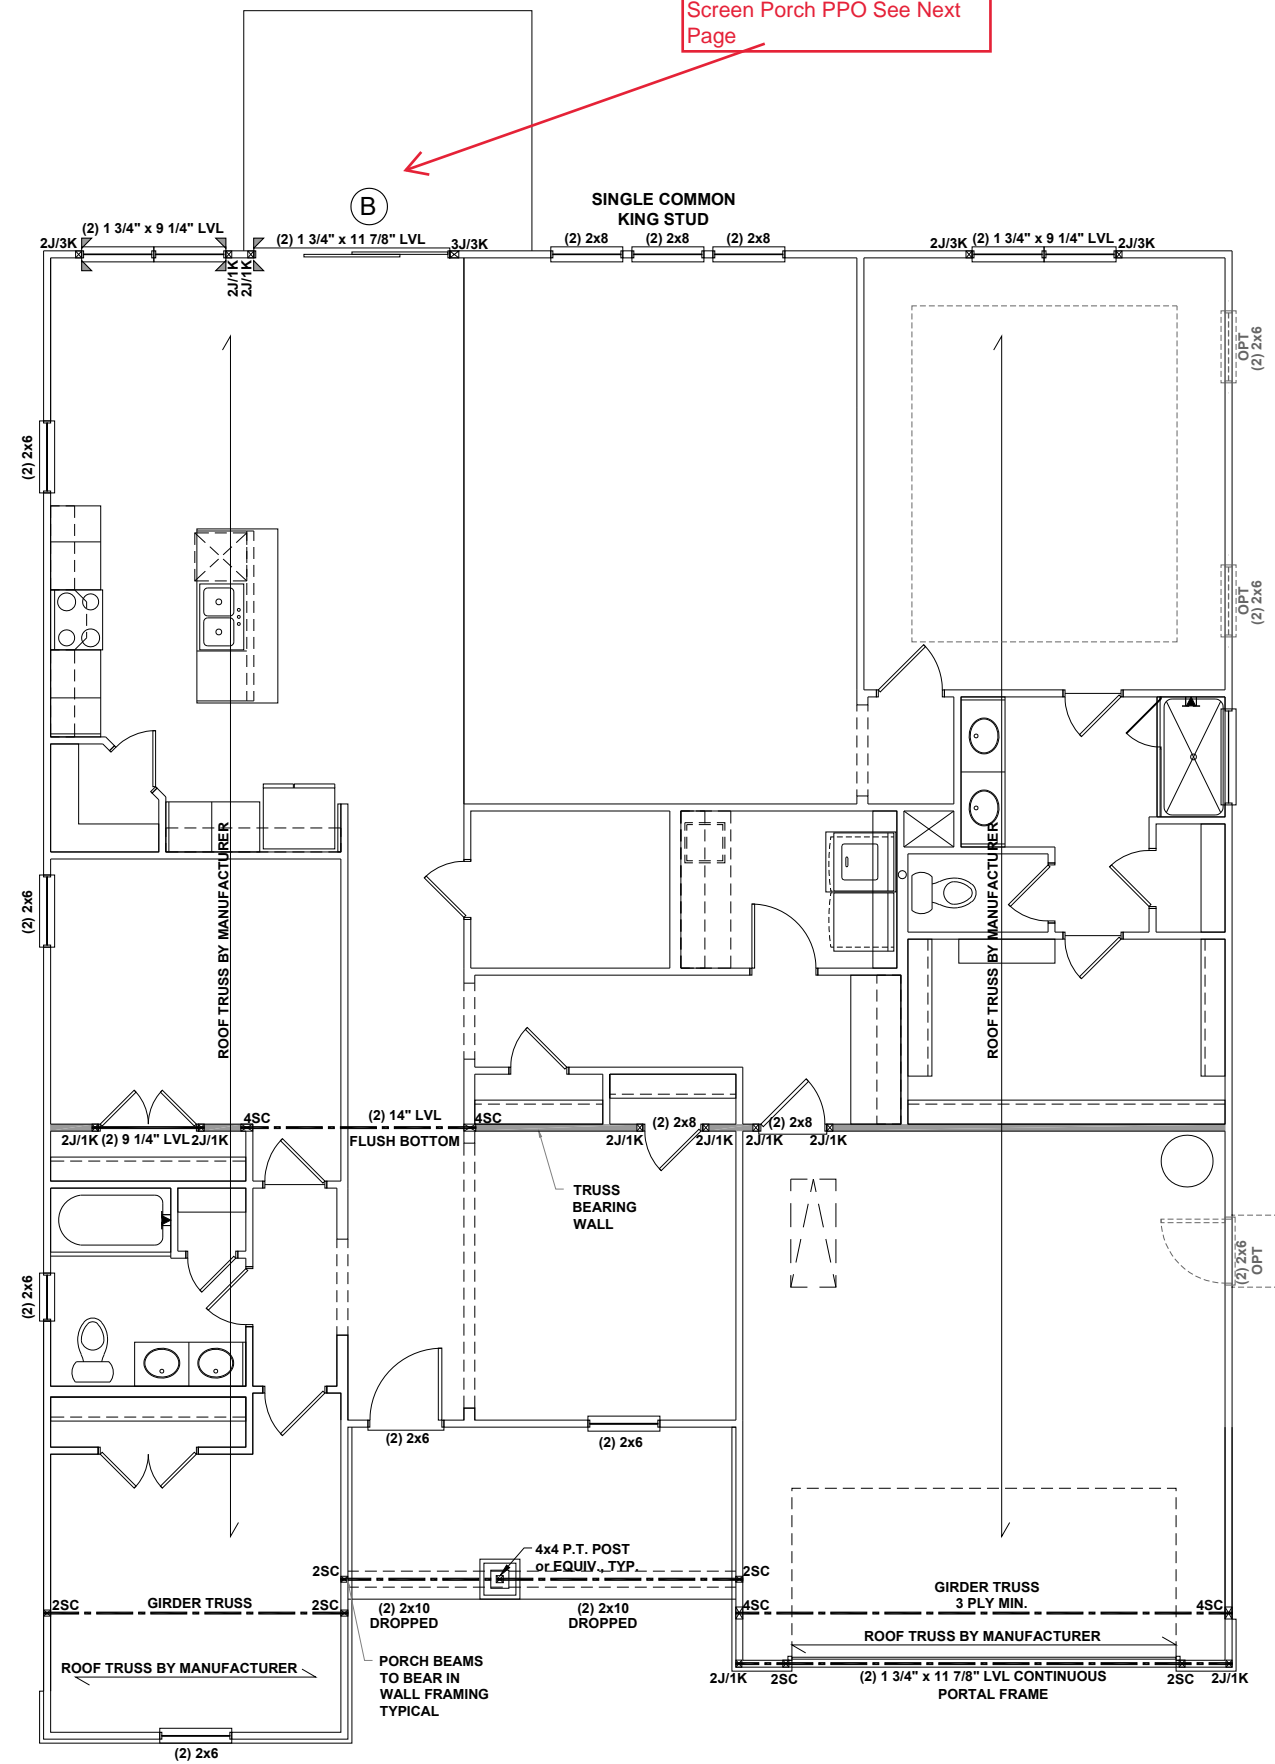 Screen Porch PPO See Next
Page
B
SINGLE COMMON
KING STUD
(2) 1 3/4" x 9 1/4" LVL
2J/3K
2J/1K
2J/1K
(2) 1 3/4" x 11 7/8" LVL
3J/3K
(2) 2x8
(2) 2x8
(2) 2x8
2J/3K
(2) 1 3/4" x 9 1/4" LVL
2J/3K
OPT
(2) 2x6
(2) 2x6
OPT
(2) 2x6
ROOF TRUSS BY MANUFACTURER
ROOF TRUSS BY MANUFACTURER
(2) 2x6
2J/1K
(2) 9 1/4" LVL
2J/1K
4SC
(2) 14" LVL
FLUSH BOTTOM
4SC
2J/1K
(2) 2x8
2J/1K
2J/1K
(2) 2x8
2J/1K
TRUSS
BEARING
WALL
(2) 2x6
OPT
(2) 2x6
(2) 2x6
(2) 2x6
4x4 P.T. POST
or EQUIV., TYP.
2SC
2SC
2SC
GIRDER TRUSS
2SC
(2) 2x10
DROPPED
(2) 2x10
DROPPED
GIRDER TRUSS
3 PLY MIN.
4SC
4SC
ROOF TRUSS BY MANUFACTURER
ROOF TRUSS BY MANUFACTURER
PORCH BEAMS
TO BEAR IN
WALL FRAMING
TYPICAL
2J/1K
2SC
(2) 1 3/4" x 11 7/8" LVL CONTINUOUS
PORTAL FRAME
2SC
2J/1K
(2) 2x6